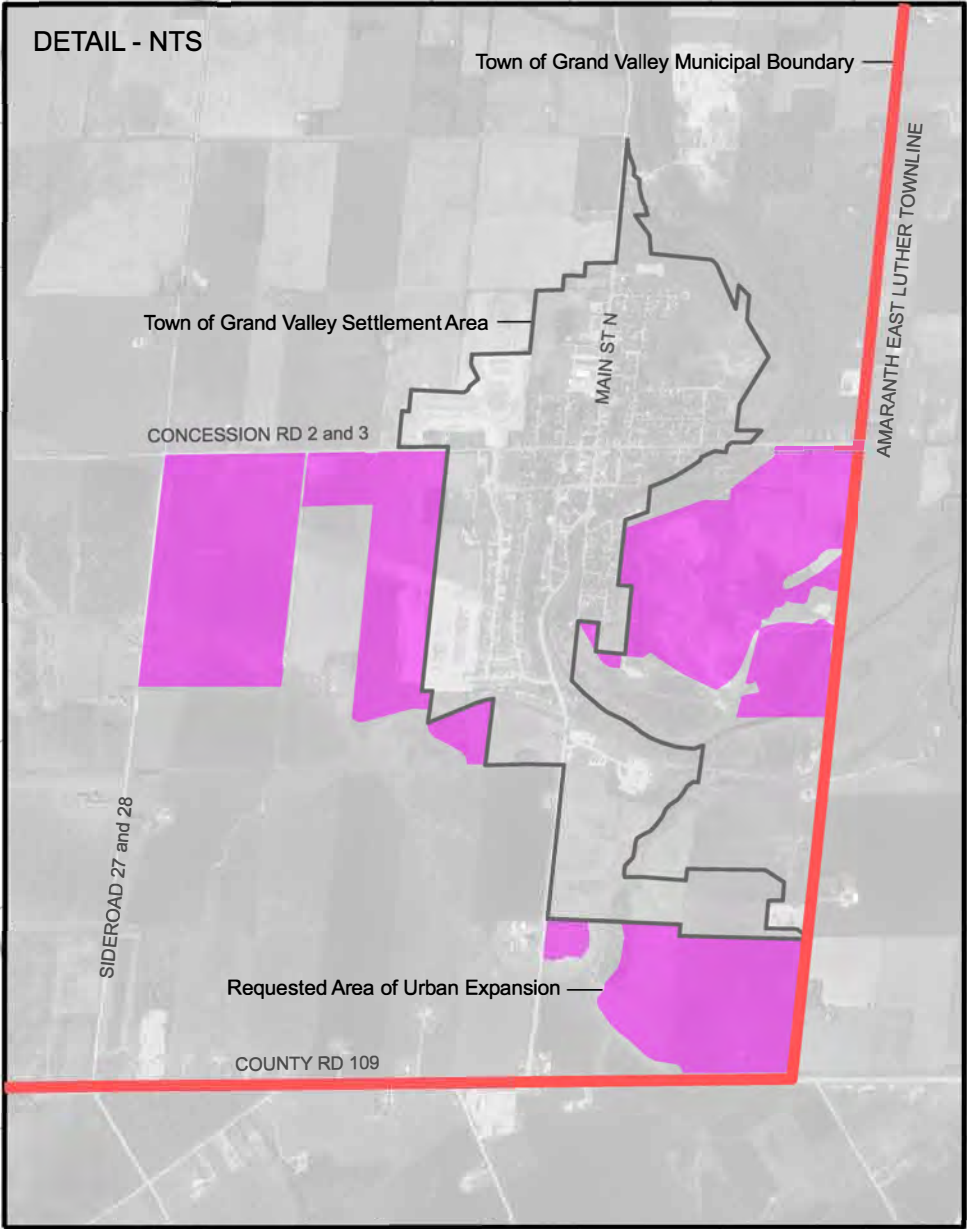 DETAIL - NTS
Town of Grand Valley Municipal Boundary
AMARANTH EAST LUTHER TOWNLINE
Town of Grand Valley Settlement Area
MAIN ST N
CONCESSION RD 2 and 3
SIDEROAD 27 and 28
Requested Area of Urban Expansion
COUNTY RD 109